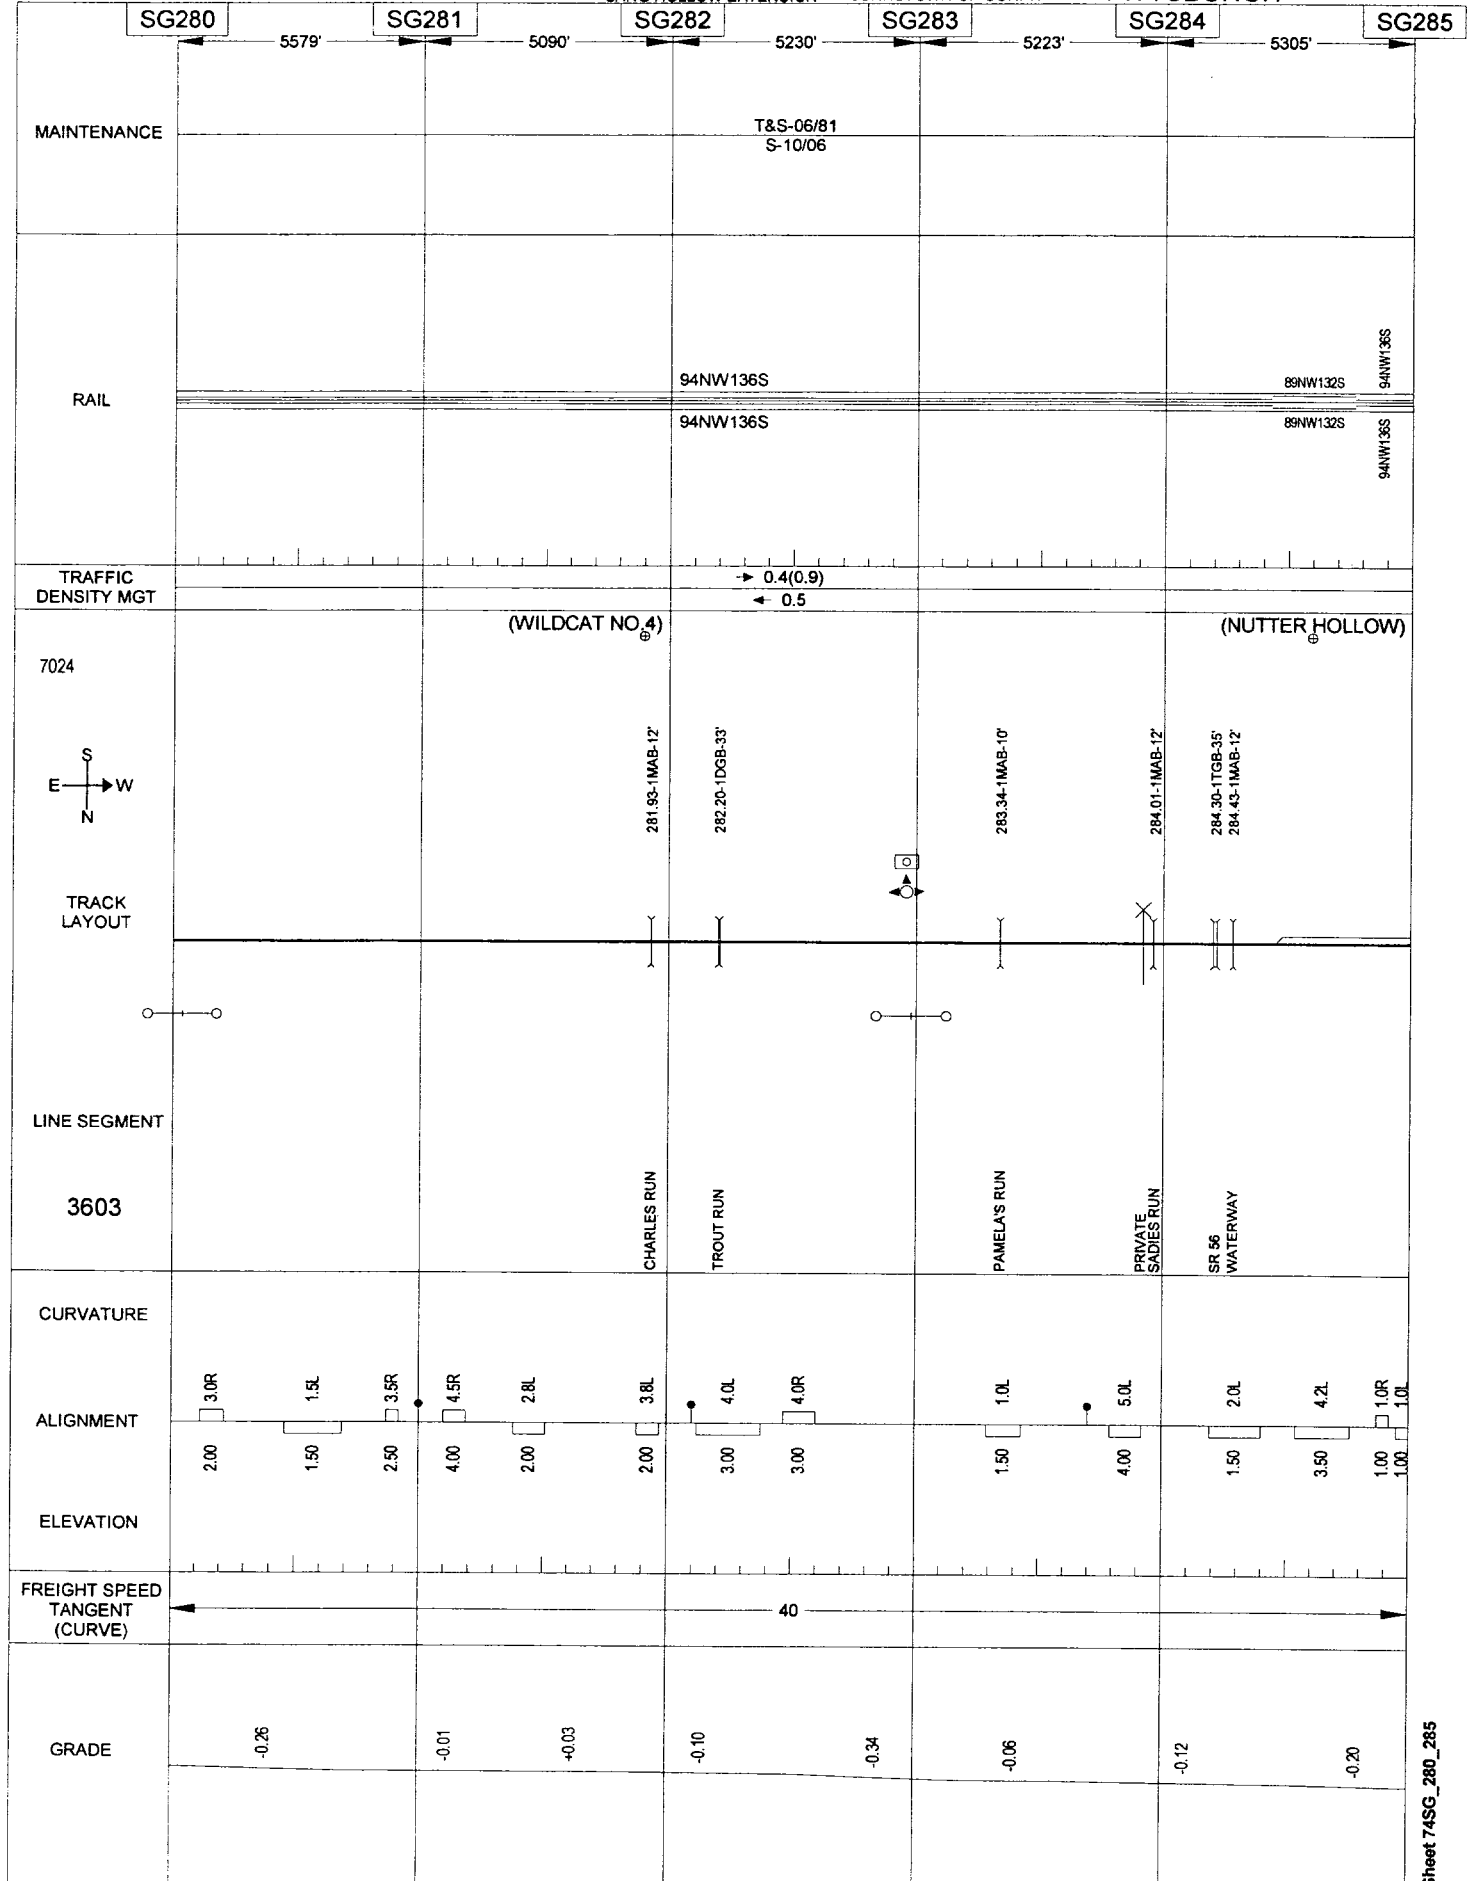 PITTSBURGH
SG280 SG281 SG282 SG283 SG284 SG285
5579' 5090' 5230' 5223' 5305'
MAINTENANCE
T&S-06/81
S-10/06
RAIL
94NW136S 89NW132S 94NW136S
94NW136S 89NW132S 94NW136S
TRAFFIC
DENSITY MGT
0.4(0.9)
0.5
(WILDCAT NO.4) (NUTTER HOLLOW)
7024
S
E W
N
281.93-1MAB-12'
282.20-1DGB-33'
283.34-1MAB-10'
284.01-1MAB-12'
284.30-1TGB-35'
284.43-1MAB-12'
TRACK
LAYOUT
LINE SEGMENT
3603
CHARLES RUN
TROUT RUN
PAMELA'S RUN
PRIVATE
SADIES RUN
SR 56
WATERWAY
CURVATURE
3.0R 1.5L 3.5R 4.5R 2.8L 3.8L 4.0L 4.0R 1.0L 5.0L 2.0L 4.2L 1.0R 1.0L
ALIGNMENT
2.00 1.50 2.50 4.00 2.00 2.00 3.00 3.00 1.50 4.00 1.50 3.50 1.00 1.00
ELEVATION
FREIGHT SPEED
TANGENT
(CURVE)
40
GRADE
-0.26 -0.01 +0.03 -0.10 -0.34 -0.06 -0.12 -0.20
Sheet 74SG_280_285